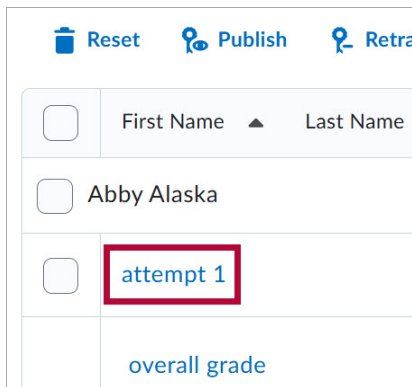 Reset Publish Retra
First Name Last Name
Abby Alaska
attempt 1
overall grade